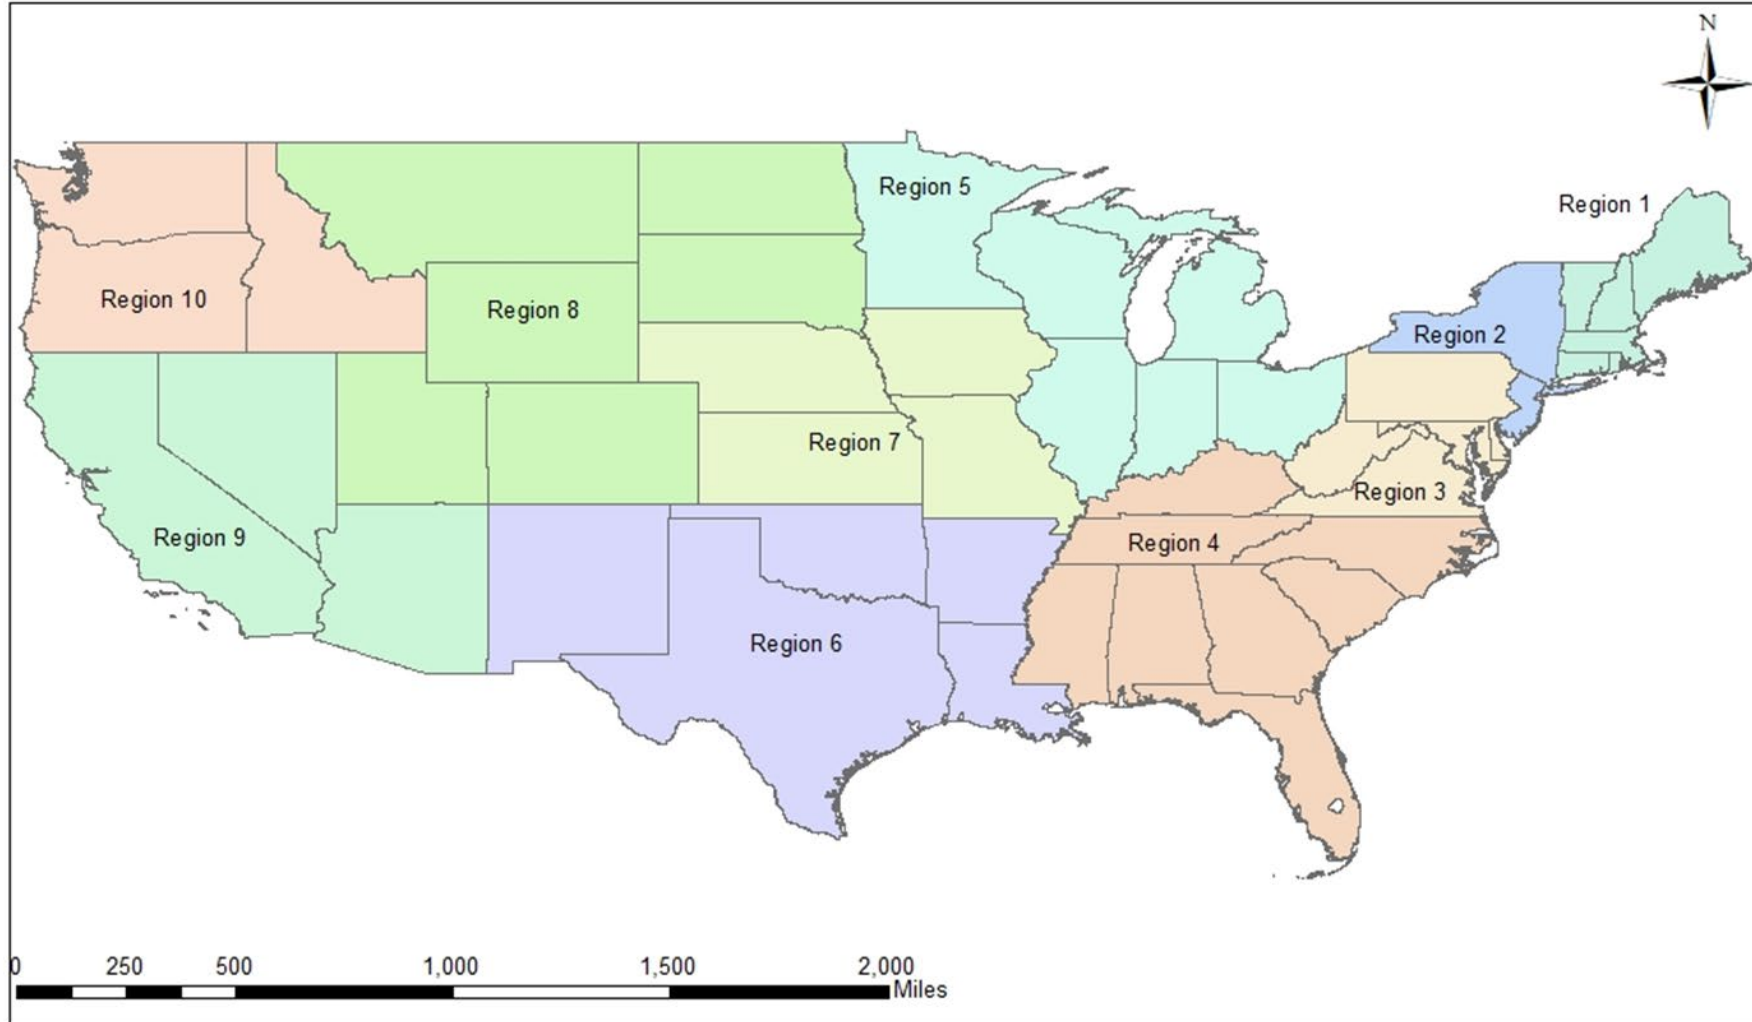 N
Region 5
Region 1
Region 10
Region 8
Region 2
Region 7
Region 3
Region 9
Region 4
Region 6
0 250 500 1,000 1,500 2,000
Miles